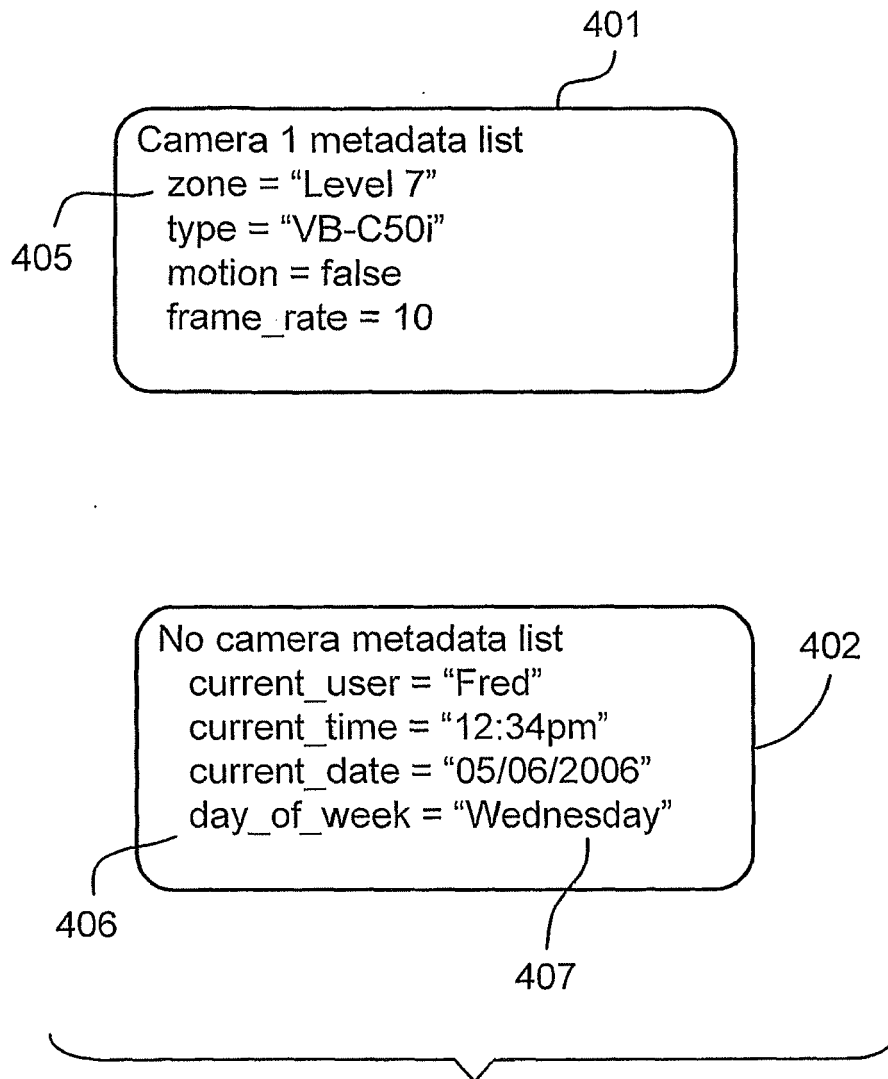 401
Camera 1 metadata list
zone = “Level 7”
405
type = “VB-C50i”
motion = false
frame_rate = 10
No camera metadata list
402
current_user = “Fred”
current_time = “12:34pm”
current_date = “05/06/2006”
day_of_week = “Wednesday”
406
407